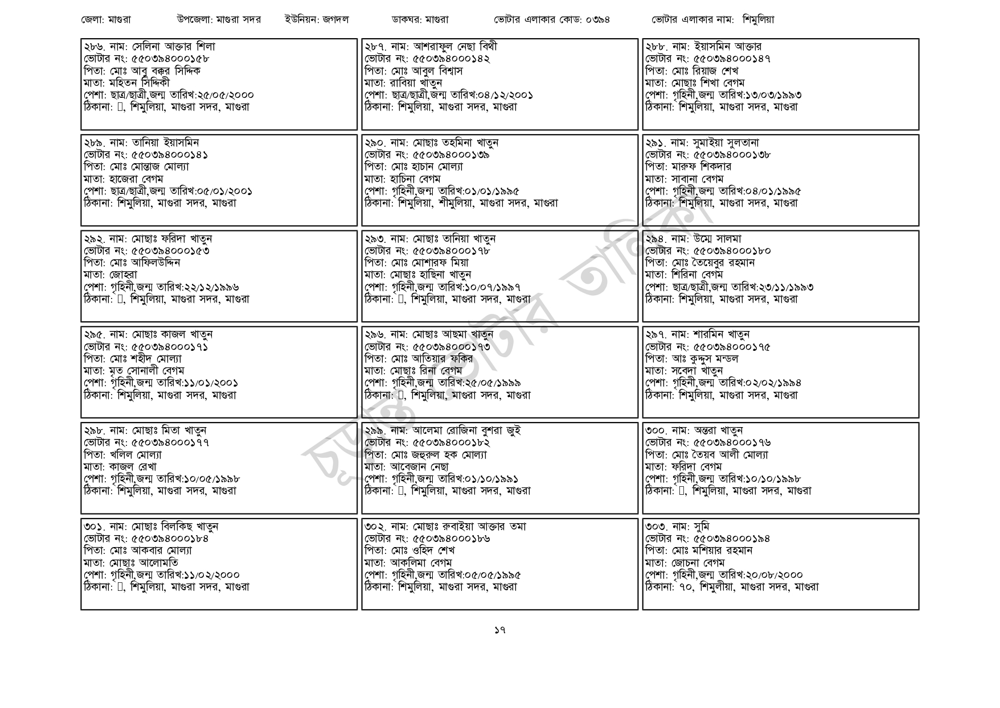 জেলা: মাগুরা উপজেলা: মাগুরা সদর ইউনিয়ন: জগদল ডাকঘর: মাগুরা ভোটার এলাকার কোড: ০৩৯৪ ভোটার এলাকার নাম: শিমুলিয়া
২৮৬. নাম: সেলিনা আক্তার শিলা
ভোটার নং: ৫৫০৩৯৪০০০১৫৮
পিতা: মোঃ আবু বক্কর সিদ্দিক
মাতা: মহিতন সিদ্দিকী
পেশা: ছাত্র/ছাত্রী,জন্ম তারিখ:২৫/০৫/২০০০
ঠিকানা: , শিমুলিয়া, মাগুরা সদর, মাগুরা
২৮৭. নাম: আশরাফুল নেছা বিথী
ভোটার নং: ৫৫০৩৯৪০০০১৪২
পিতা: মোঃ আবুল বিশ্বাস
মাতা: রাবিয়া খাতুন
পেশা: ছাত্র/ছাত্রী,জন্ম তারিখ:০৪/১২/২০০১
ঠিকানা: শিমুলিয়া, মাগুরা সদর, মাগুরা
২৮৮. নাম: ইয়াসমিন আক্তার
ভোটার নং: ৫৫০৩৯৪০০০১৪৭
পিতা: মোঃ রিয়াজ শেখ
মাতা: মোছাঃ শিখা বেগম
পেশা: গৃহিনী,জন্ম তারিখ:১৩/০৩/১৯৯৩
ঠিকানা: শিমুলিয়া, মাগুরা সদর, মাগুরা
২৮৯. নাম: তানিয়া ইয়াসমিন
ভোটার নং: ৫৫০৩৯৪০০০১৪১
পিতা: মোঃ মোন্তাজ মোল্যা
মাতা: হাজেরা বেগম
পেশা: ছাত্র/ছাত্রী,জন্ম তারিখ:০৫/০১/২০০১
ঠিকানা: শিমুলিয়া, মাগুরা সদর, মাগুরা
২৯০. নাম: মোছাঃ তহমিনা খাতুন
ভোটার নং: ৫৫০৩৯৪০০০১৩৯
পিতা: মোঃ হাচান মোল্যা
মাতা: হাচিনা বেগম
পেশা: গৃহিনী,জন্ম তারিখ:০১/০১/১৯৯৫
ঠিকানা: শিমুলিয়া, শীমুলিয়া, মাগুরা সদর, মাগুরা
২৯১. নাম: সুমাইয়া সুলতানা
ভোটার নং: ৫৫০৩৯৪০০০১৩৮
পিতা: মারুফ শিকদার
মাতা: সাবানা বেগম
পেশা: গৃহিনী,জন্ম তারিখ:০৪/০১/১৯৯৫
ঠিকানা: শিমুলিয়া, মাগুরা সদর, মাগুরা
২৯২. নাম: মোছাঃ ফরিদা খাতুন
ভোটার নং: ৫৫০৩৯৪০০০১৫৩
পিতা: মোঃ আফিলউদ্দিন
মাতা: জোহরা
পেশা: গৃহিনী,জন্ম তারিখ:২২/১২/১৯৯৬
ঠিকানা: , শিমুলিয়া, মাগুরা সদর, মাগুরা
২৯৩. নাম: মোছাঃ তানিয়া খাতুন
ভোটার নং: ৫৫০৩৯৪০০০১৭৮
পিতা: মোঃ মোশারফ মিয়া
মাতা: মোছাঃ হাছিনা খাতুন
পেশা: গৃহিনী,জন্ম তারিখ:১০/০৭/১৯৯৭
ঠিকানা: , শিমুলিয়া, মাগুরা সদর, মাগুরা
২৯৪. নাম: উম্মে সালমা
ভোটার নং: ৫৫০৩৯৪০০০১৮০
পিতা: মোঃ তৈয়েবুর রহমান
মাতা: শিরিনা বেগম
পেশা: ছাত্র/ছাত্রী,জন্ম তারিখ:২৩/১১/১৯৯৩
ঠিকানা: শিমুলিয়া, মাগুরা সদর, মাগুরা
২৯৫. নাম: মোছাঃ কাজল খাতুন
ভোটার নং: ৫৫০৩৯৪০০০১৭১
পিতা: মোঃ শহীদ মোল্যা
মাতা: মৃত সোনালী বেগম
পেশা: গৃহিনী,জন্ম তারিখ:১১/০১/২০০১
ঠিকানা: শিমুলিয়া, মাগুরা সদর, মাগুরা
২৯৬. নাম: মোছাঃ আছমা খাতুন
ভোটার নং: ৫৫০৩৯৪০০০১৭৩
পিতা: মোঃ আতিয়ার ফকির
মাতা: মোছাঃ রিনা বেগম
পেশা: গৃহিনী,জন্ম তারিখ:২৫/০৫/১৯৯৯
ঠিকানা: , শিমুলিয়া, মাগুরা সদর, মাগুরা
২৯৭. নাম: শারমিন খাতুন
ভোটার নং: ৫৫০৩৯৪০০০১৭৫
পিতা: আঃ কুদ্দুস মন্ডল
মাতা: সবেদা খাতুন
পেশা: গৃহিনী,জন্ম তারিখ:০২/০২/১৯৯৪
ঠিকানা: শিমুলিয়া, মাগুরা সদর, মাগুরা
২৯৮. নাম: মোছাঃ মিতা খাতুন
ভোটার নং: ৫৫০৩৯৪০০০১৭৭
পিতা: খলিল মোল্যা
মাতা: কাজল রেখা
পেশা: গৃহিনী,জন্ম তারিখ:১০/০৫/১৯৯৮
ঠিকানা: শিমুলিয়া, মাগুরা সদর, মাগুরা
২৯৯. নাম: আলেমা রোজিনা বুশরা জুই
ভোটার নং: ৫৫০৩৯৪০০০১৮২
পিতা: মোঃ জহুরুল হক মোল্যা
মাতা: আবেজান নেছা
পেশা: গৃহিনী,জন্ম তারিখ:০১/১০/১৯৯১
ঠিকানা: , শিমুলিয়া, মাগুরা সদর, মাগুরা
৩০০. নাম: অন্তরা খাতুন
ভোটার নং: ৫৫০৩৯৪০০০১৭৬
পিতা: মোঃ তৈয়ব আলী মোল্যা
মাতা: ফরিদা বেগম
পেশা: গৃহিনী,জন্ম তারিখ:১০/১০/১৯৯৮
ঠিকানা: , শিমুলিয়া, মাগুরা সদর, মাগুরা
৩০১. নাম: মোছাঃ বিলকিছ খাতুন
ভোটার নং: ৫৫০৩৯৪০০০১৮৪
পিতা: মোঃ আকবার মোল্যা
মাতা: মোছাঃ আলোমতি
পেশা: গৃহিনী,জন্ম তারিখ:১১/০২/২০০০
ঠিকানা: , শিমুলিয়া, মাগুরা সদর, মাগুরা
৩০২. নাম: মোছাঃ রুবাইয়া আক্তার তমা
ভোটার নং: ৫৫০৩৯৪০০০১৮৬
পিতা: মোঃ ওহিদ শেখ
মাতা: আকলিমা বেগম
পেশা: গৃহিনী,জন্ম তারিখ:০৫/০৫/১৯৯৫
ঠিকানা: শিমুলিয়া, মাগুরা সদর, মাগুরা
৩০৩. নাম: সুমি
ভোটার নং: ৫৫০৩৯৪০০০১৯৪
পিতা: মোঃ মশিয়ার রহমান
মাতা: জোচনা বেগম
পেশা: গৃহিনী,জন্ম তারিখ:২০/০৮/২০০০
ঠিকানা: ৭০, শিমুলীয়া, মাগুরা সদর, মাগুরা
চূড়ান্ত ভোটার তালিকা
১৭